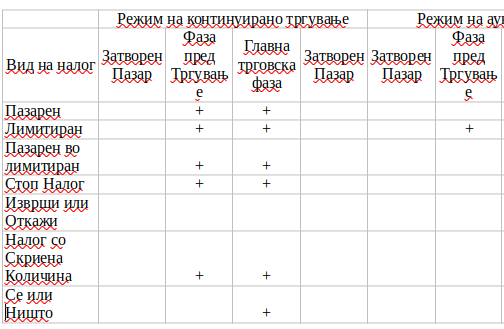 Режим на континуирано тргување Режим на
Вид на налог Затворен Пазар Фаза пред Тргување Главна трговска фаза Затворен Пазар Затворен Пазар Фаза пред Тргување
Пазарен + +
Лимитиран + + +
Пазарен во лимитиран + +
Стоп Налог + +
Изврши или Откажи
Налог со Скриена Количина + +
Се или Ништо +